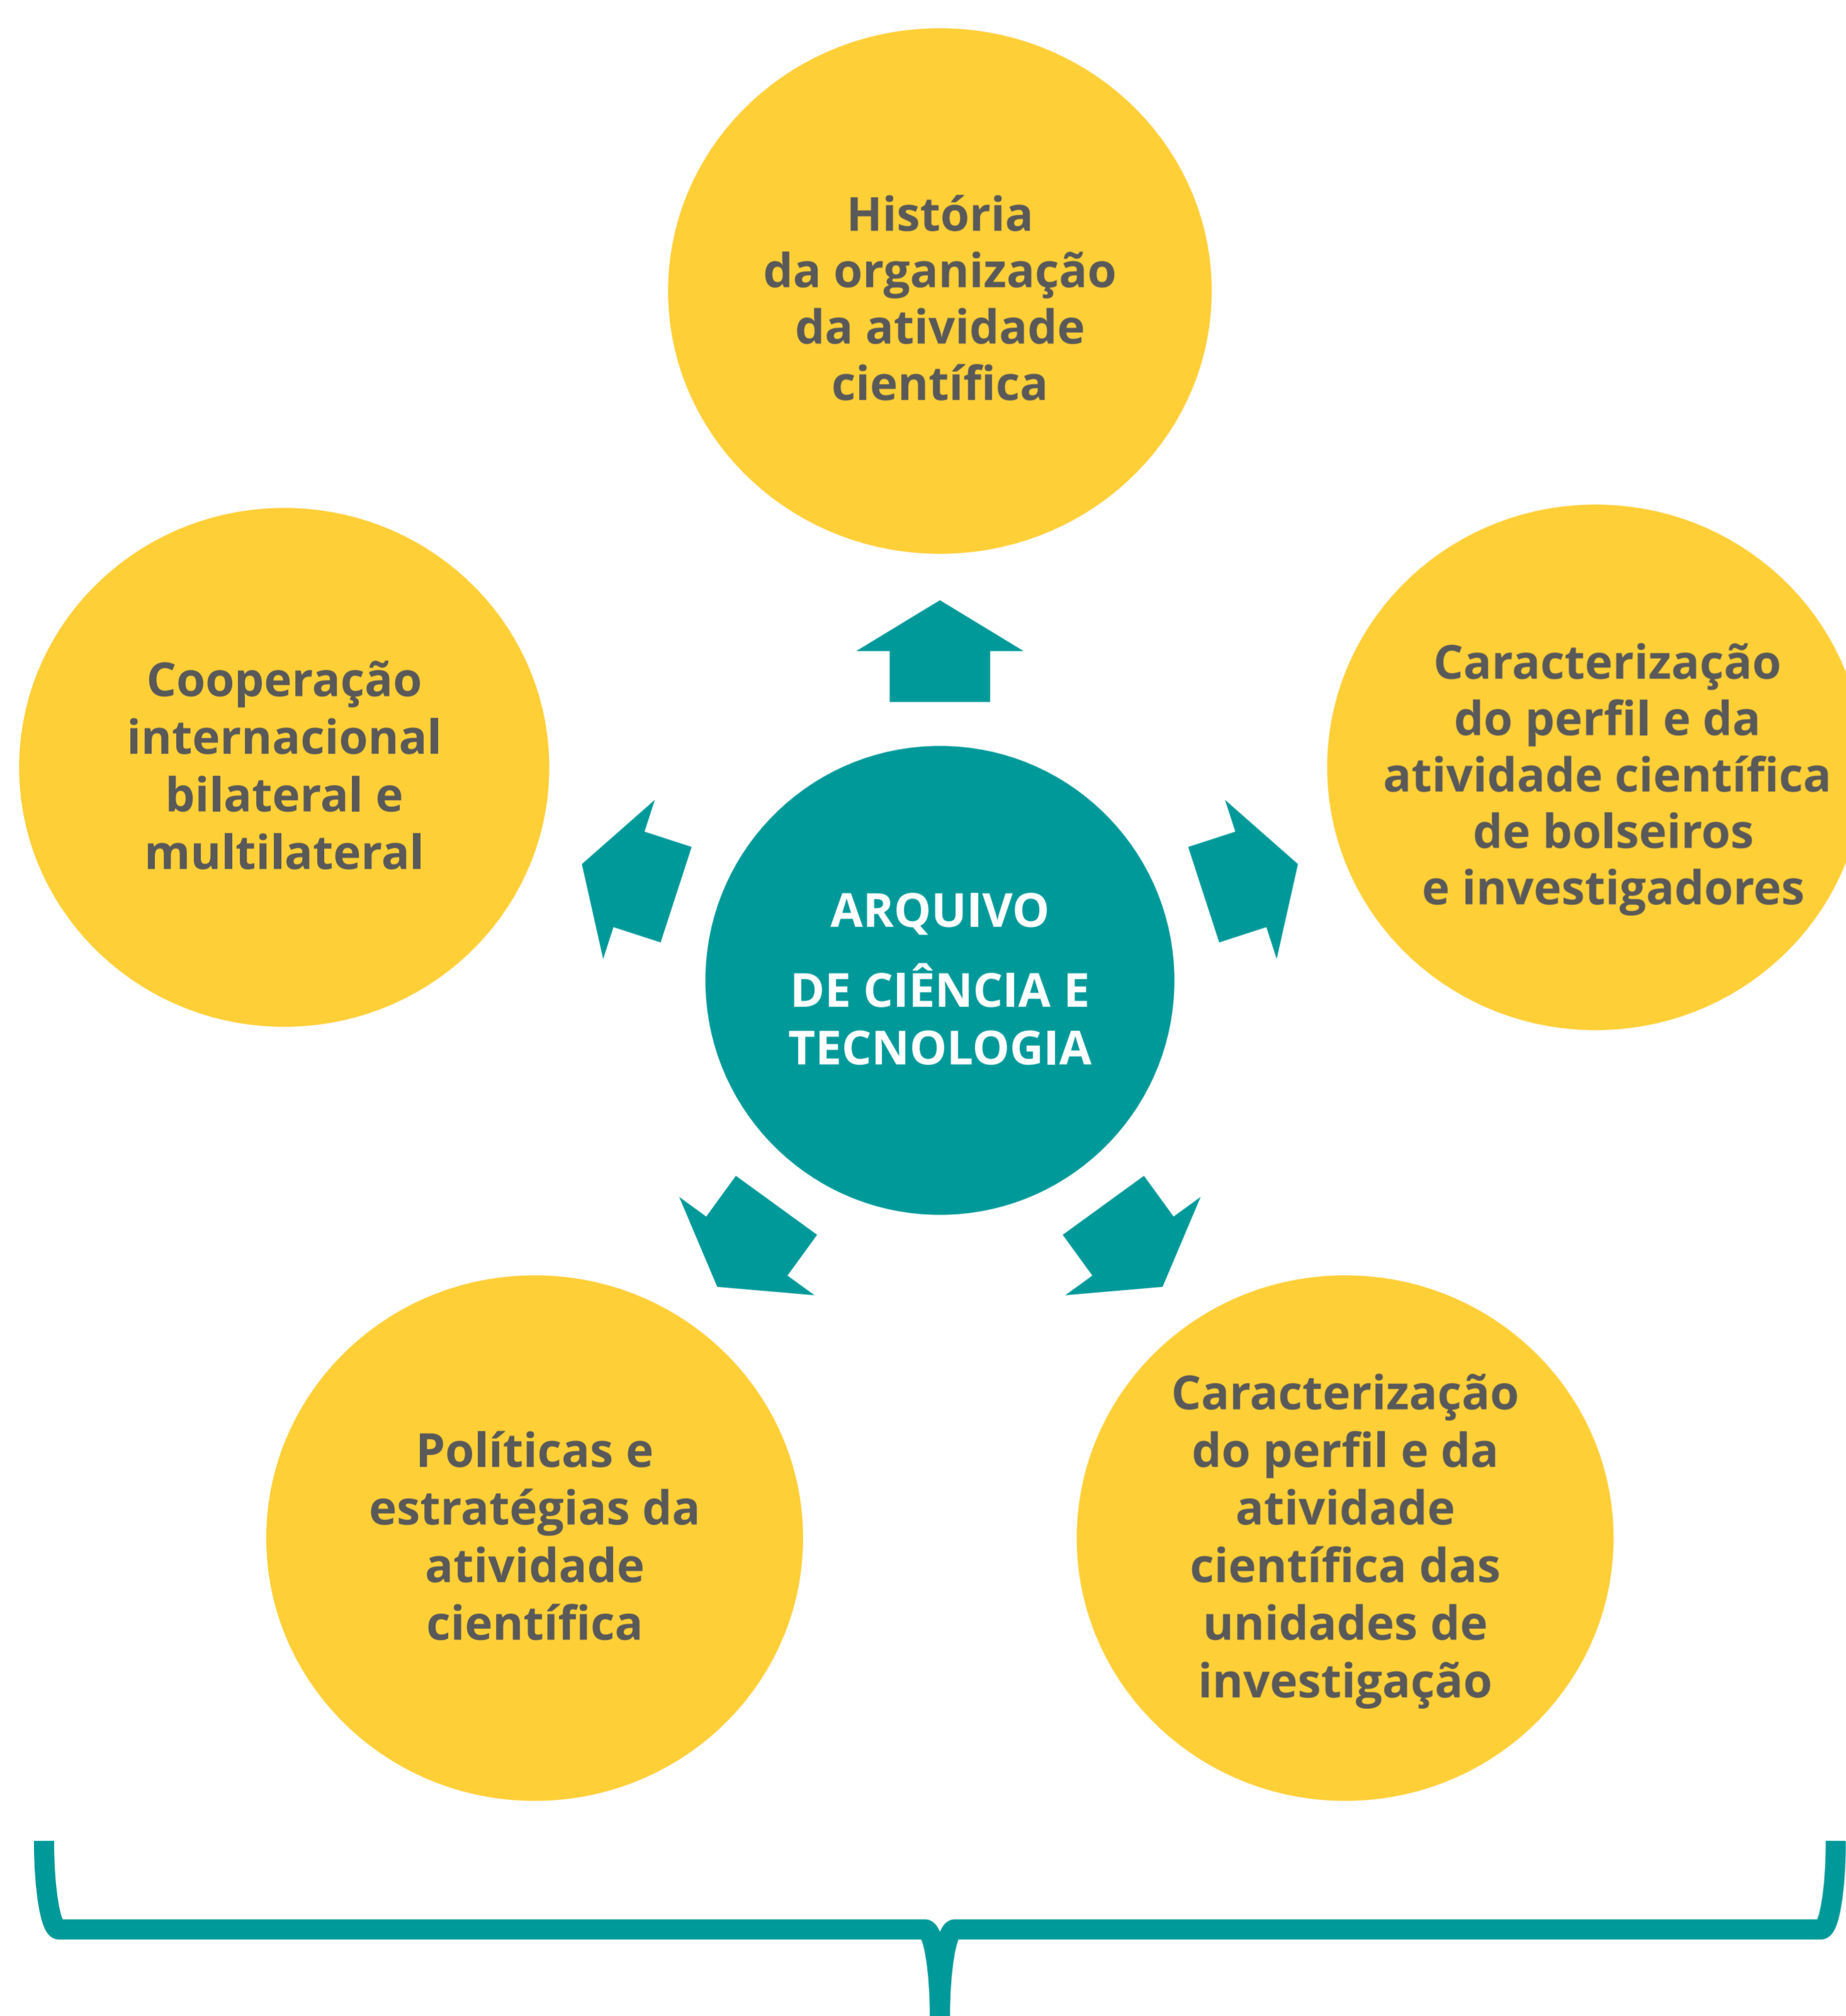 História
da organização
da atividade
científica
Cooperação
internacional
bilateral e
mutilateral
Caracterização
do perfil e da
atividade científica
de bolseiros
e investigadores
ARQUIVO
DE CIÊNCIA E
TECNOLOGIA
Políticas e
estratégias da
atividade
científica
Caracterização
do perfil e da
atividade
científica das
unidades de
investigação